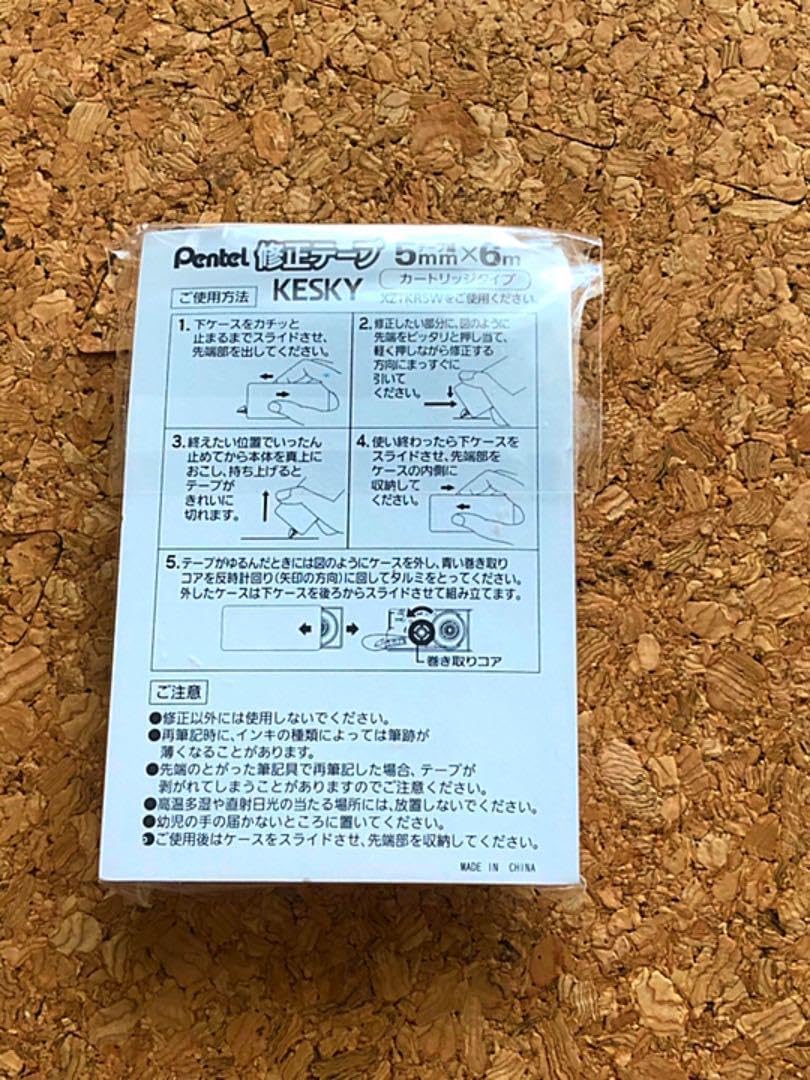 Pentel 修正テープ テープ幅 5mm×6m
カートリッジタイプ
ご使用方法 KESKY XZTKR5Wをご使用ください。
1. 下ケースをカチッと
止まるまでスライドさせ、
先端部を出してください。
2. 修正したい部分に、図のように
先端をピッタリと押し当て、
軽く押しながら修正する
方向にまっすぐに
引いて
ください。
3. 終えたい位置でいったん
止めてから本体を真上に
おこし、持ち上げると
テープが
きれいに
切れます。
4. 使い終わったら下ケースを
スライドさせ、先端部を
ケースの内側に
収納して
ください。
5. テープがゆるんだときには図のようにケースを外し、青い巻き取り
コアを反時計回り(矢印の方向)に回してタルミをとってください。
外したケースは下ケースを後ろからスライドさせて組み立てます。
巻き取りコア
ご注意
●修正以外には使用しないでください。
●再筆記時に、インキの種類によっては筆跡が
薄くなることがあります。
●先端のとがった筆記具で再筆記した場合、テープが
剥がれてしまうことがありますのでご注意ください。
●高温多湿や直射日光の当たる場所には、放置しないでください。
●幼児の手の届かないところに置いてください。
●ご使用後はケースをスライドさせ、先端部を収納してください。
MADE IN CHINA